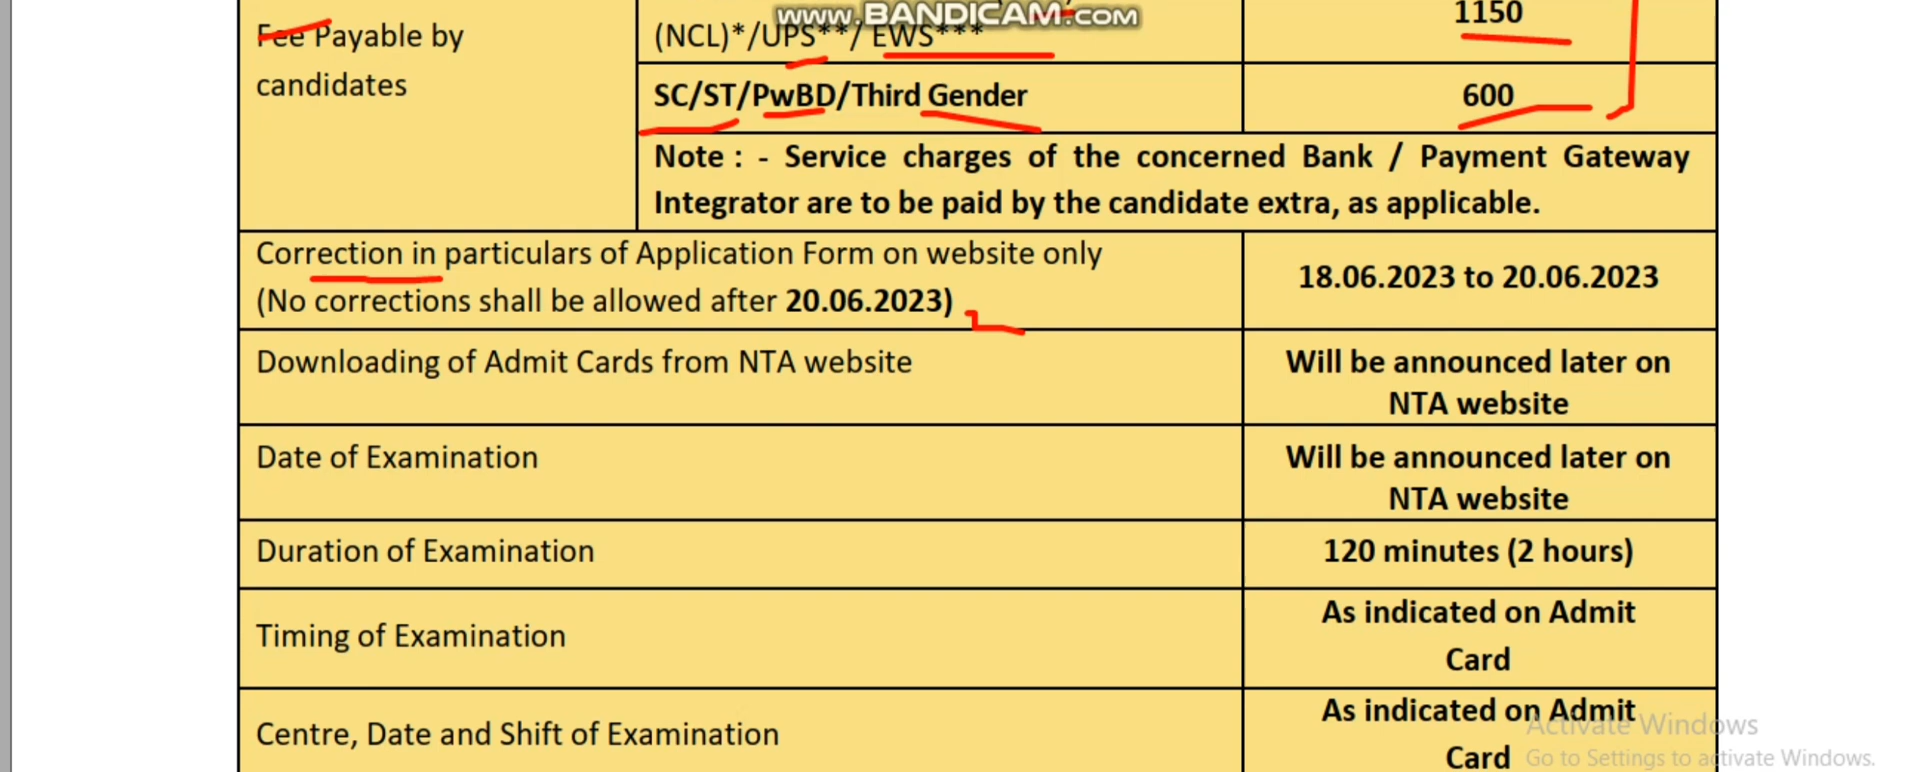 www.BANDICAM.com
1150
Fee Payable by
candidates
(NCL)*/UPS**/ EWS***
SC/ST/PwBD/Third Gender
600
Note : - Service charges of the concerned Bank / Payment Gateway
Integrator are to be paid by the candidate extra, as applicable.
Correction in particulars of Application Form on website only
(No corrections shall be allowed after 20.06.2023)
18.06.2023 to 20.06.2023
Downloading of Admit Cards from NTA website
Will be announced later on
NTA website
Date of Examination
Will be announced later on
NTA website
Duration of Examination
120 minutes (2 hours)
Timing of Examination
As indicated on Admit
Card
Centre, Date and Shift of Examination
As indicated on Admit
Card
Activate Windows
Go to Settings to activate Windows.